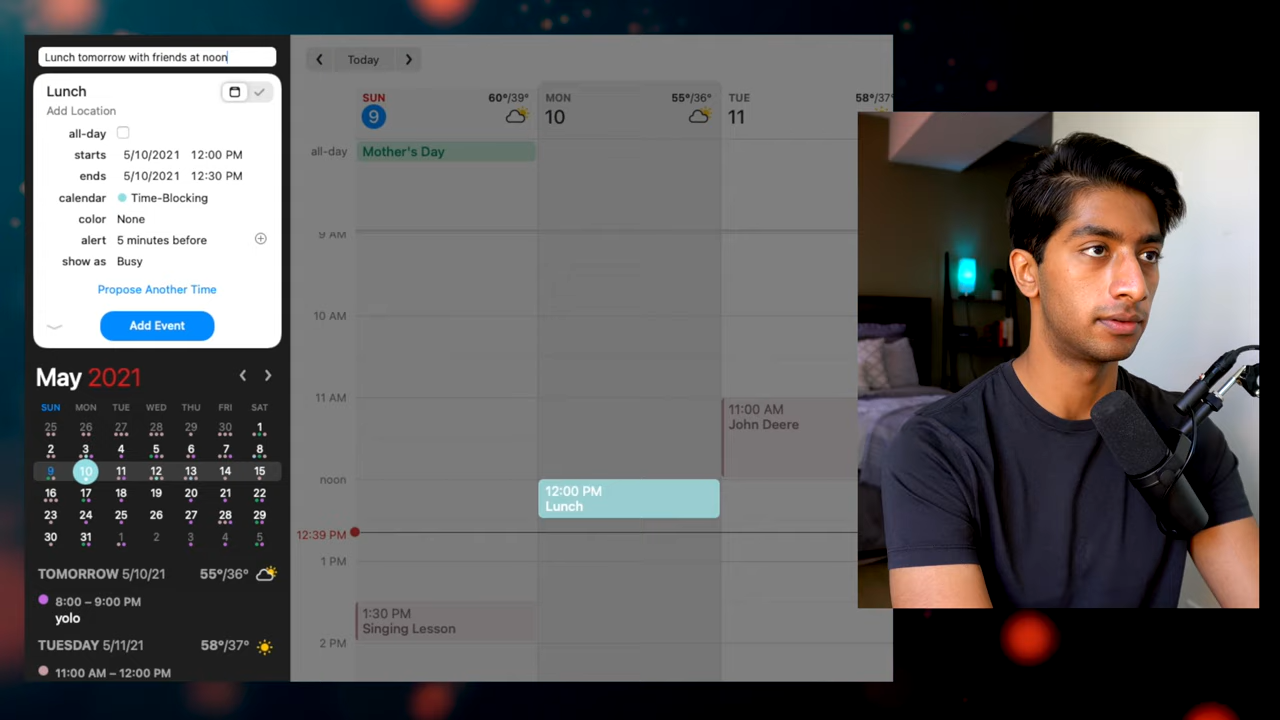 Lunch tomorrow with friends at noon
Lunch
Add Location
all-day
starts 5/10/2021 12:00 PM
ends 5/10/2021 12:30 PM
calendar Time-Blocking
color None
alert 5 minutes before
show as Busy
Propose Another Time
Add Event
May 2021
SUN MON TUE WED THU FRI SAT
25 26 27 28 29 30 1
2 3 4 5 6 7 8
9 10 11 12 13 14 15
16 17 18 19 20 21 22
23 24 25 26 27 28 29
30 31 1 2 3 4 5
TOMORROW 5/10/21 55°/36°
8:00 – 9:00 PM
yolo
TUESDAY 5/11/21 58°/37°
11:00 AM – 12:00 PM
Today
SUN 60°/39° MON 55°/36° TUE 58°/37°
9 10 11
all-day Mother's Day
9 AM
10 AM
11 AM
11:00 AM
John Deere
noon
12:00 PM
Lunch
12:39 PM
1 PM
1:30 PM
Singing Lesson
2 PM